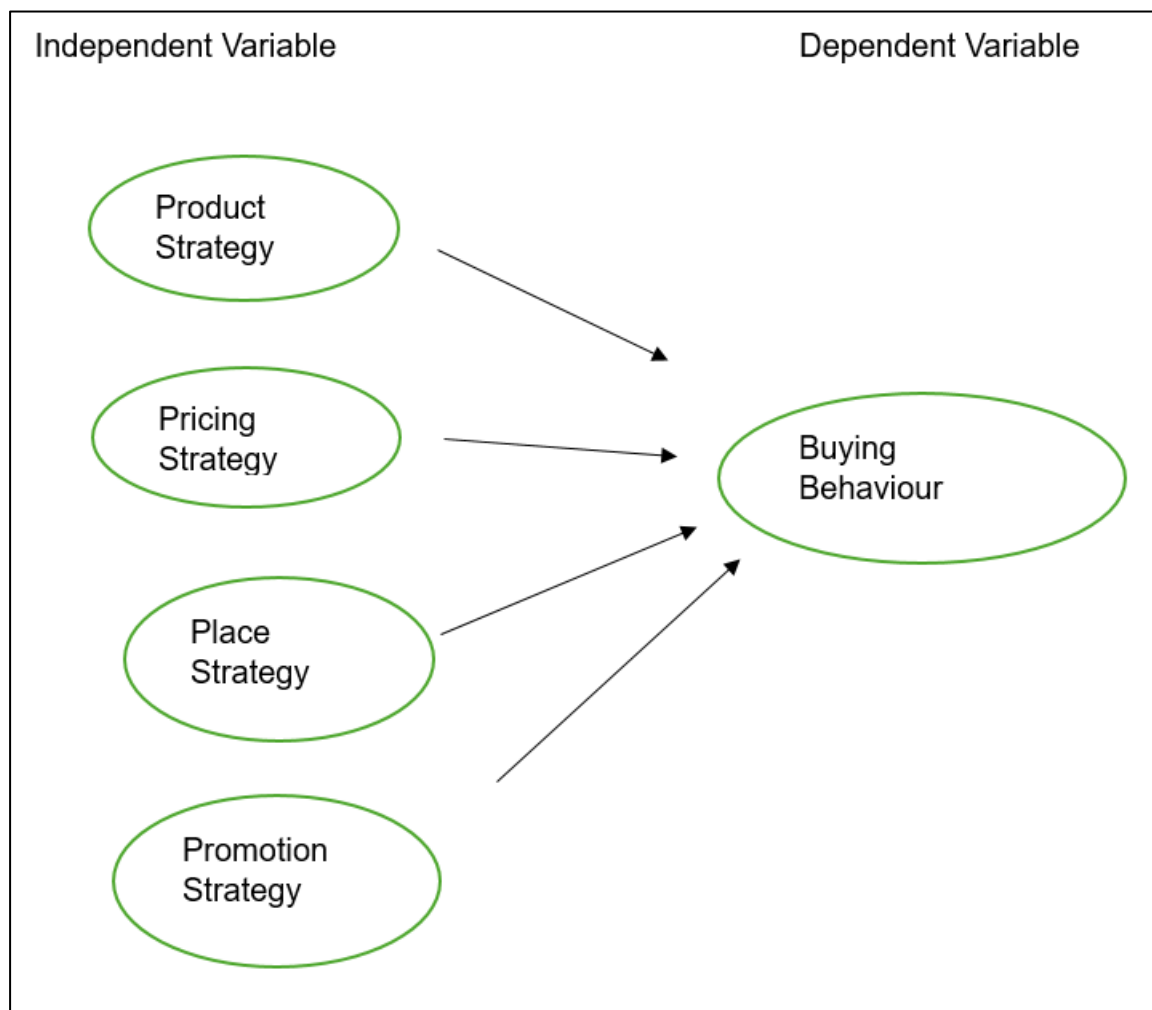 Independent Variable
Dependent Variable
Product
Strategy
Pricing
Strategy
Buying
Behaviour
Place
Strategy
Promotion
Strategy